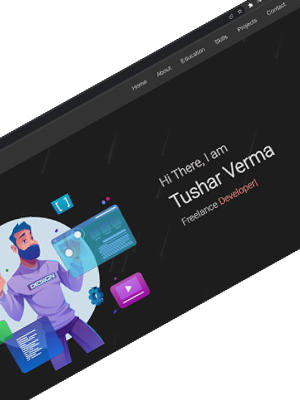 Home About Education Skills Projects Contact
Hi There, I am
Tushar Verma
Freelance Developer|
DESIGN